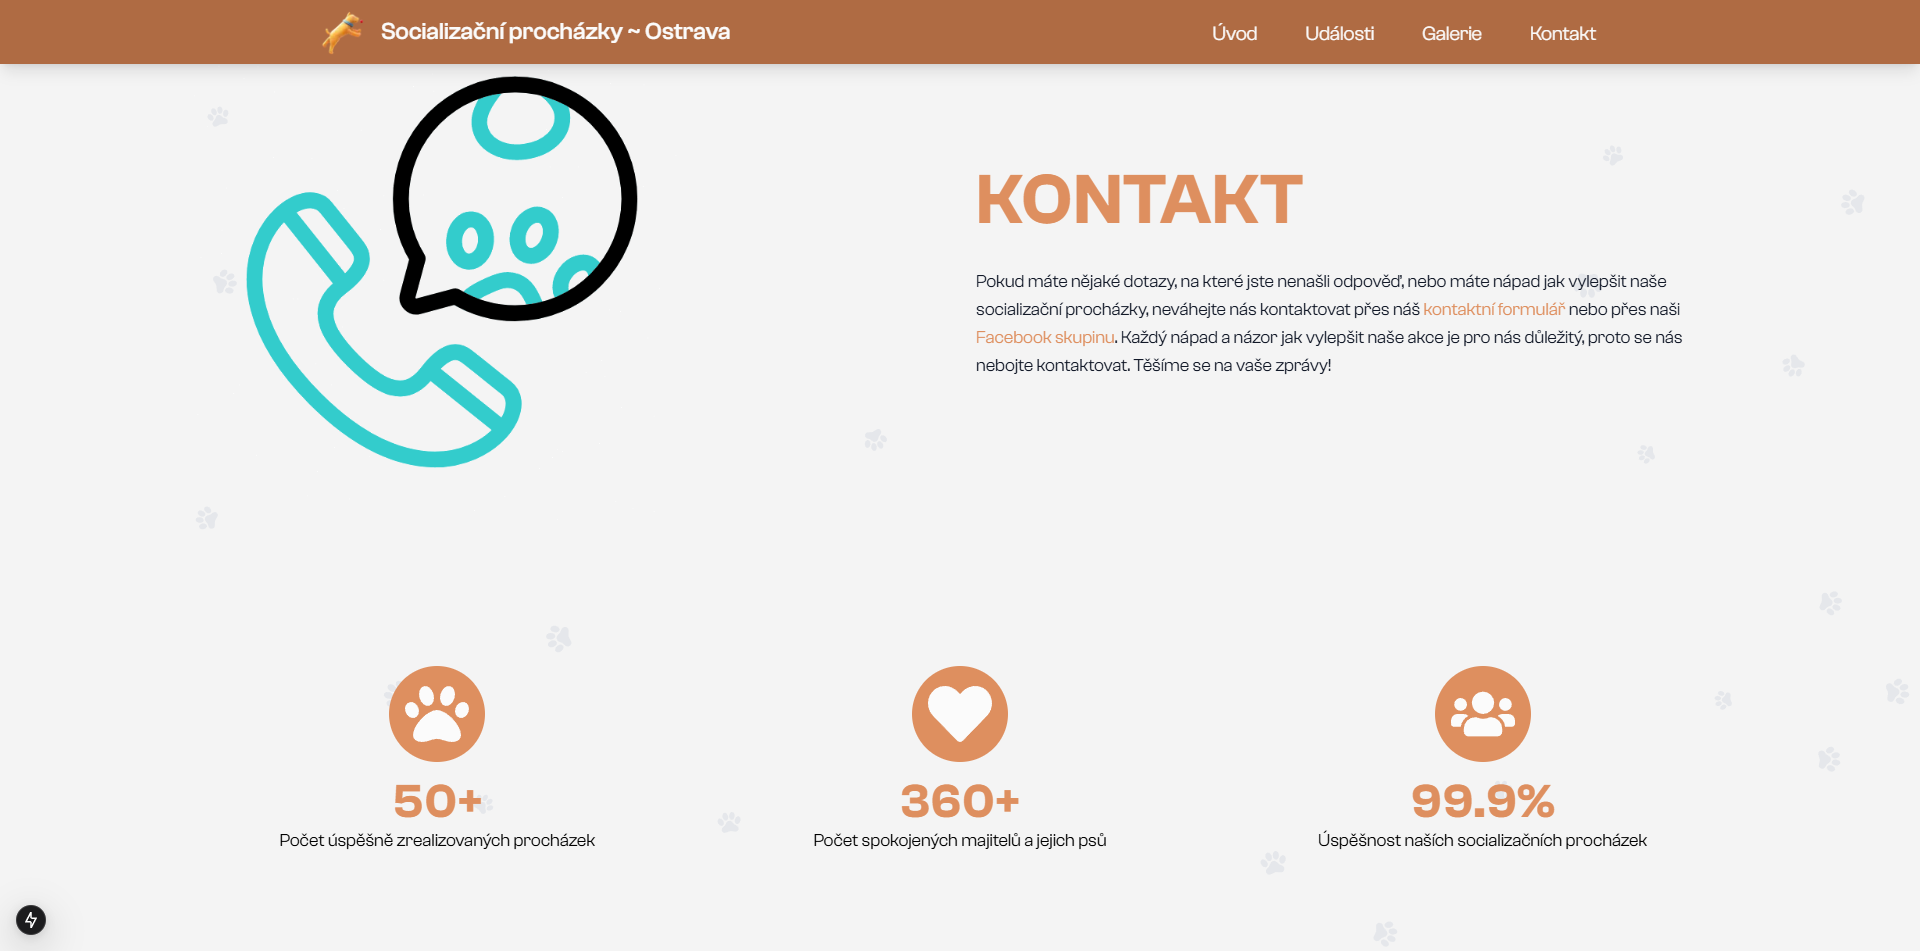 Socializační procházky ~ Ostrava
Úvod
Události
Galerie
Kontakt
KONTAKT
Pokud máte nějaké dotazy, na které jste nenašli odpověď, nebo máte nápad jak vylepšit naše
socializační procházky, neváhejte nás kontaktovat přes náš kontaktní formulář nebo přes naši
Facebook skupinu. Každý nápad a názor jak vylepšit naše akce je pro nás důležitý, proto se nás
nebojte kontaktovat. Těšíme se na vaše zprávy!
50+
Počet úspěšně zrealizovaných procházek
360+
Počet spokojených majitelů a jejich psů
99.9%
Úspěšnost naších socializačních procházek